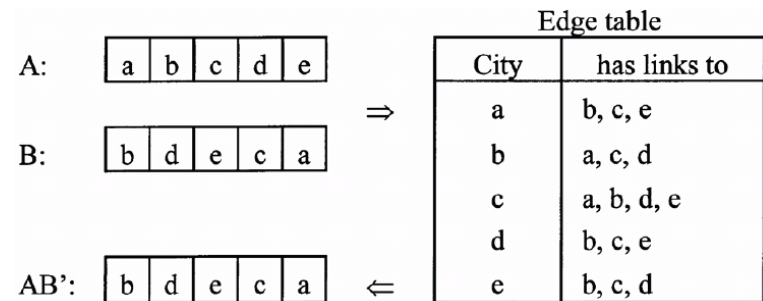 Edge table
A: a b c d e
City has links to
⇒
a b, c, e
B: b d e c a
b a, c, d
c a, b, d, e
d b, c, e
AB’: b d e c a
⇐
e b, c, d